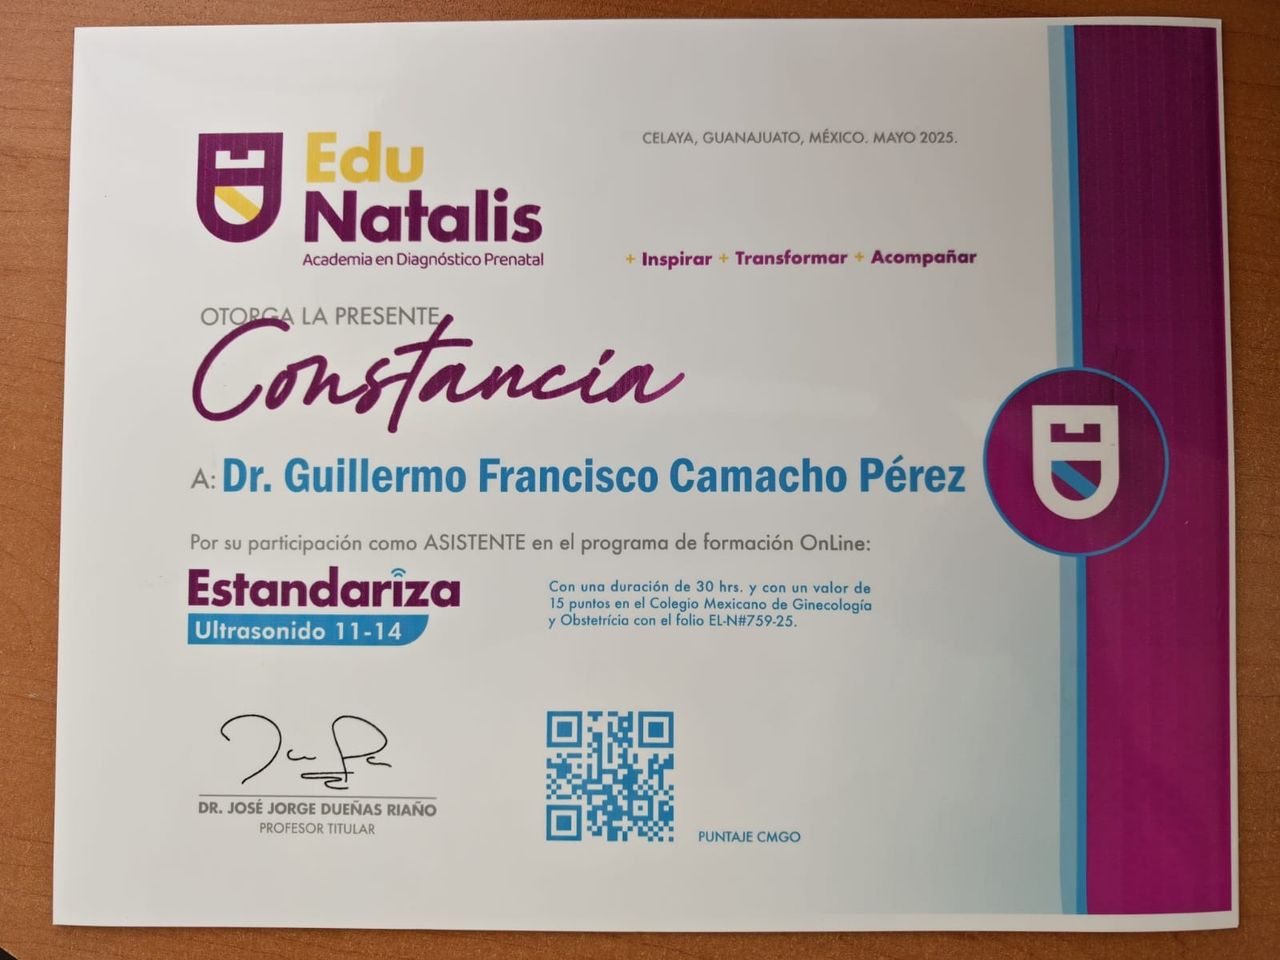 Edu
Natalis
Academia en Diagnóstico Prenatal
CELAYA, GUANAJUATO, MÉXICO. MAYO 2025.
+ Inspirar + Transformar + Acompañar
OTORGA LA PRESENTE
Constancia
A: Dr. Guillermo Francisco Camacho Pérez
Por su participación como ASISTENTE en el programa de formación OnLine:
Estandariza
Ultrasonido 11-14
Con una duración de 30 hrs. y con un valor de
15 puntos en el Colegio Mexicano de Ginecología
y Obstetrícia con el folio EL-N#759-25.
DR. JOSÉ JORGE DUEÑAS RIAÑO
PROFESOR TITULAR
PUNTAJE CMGO